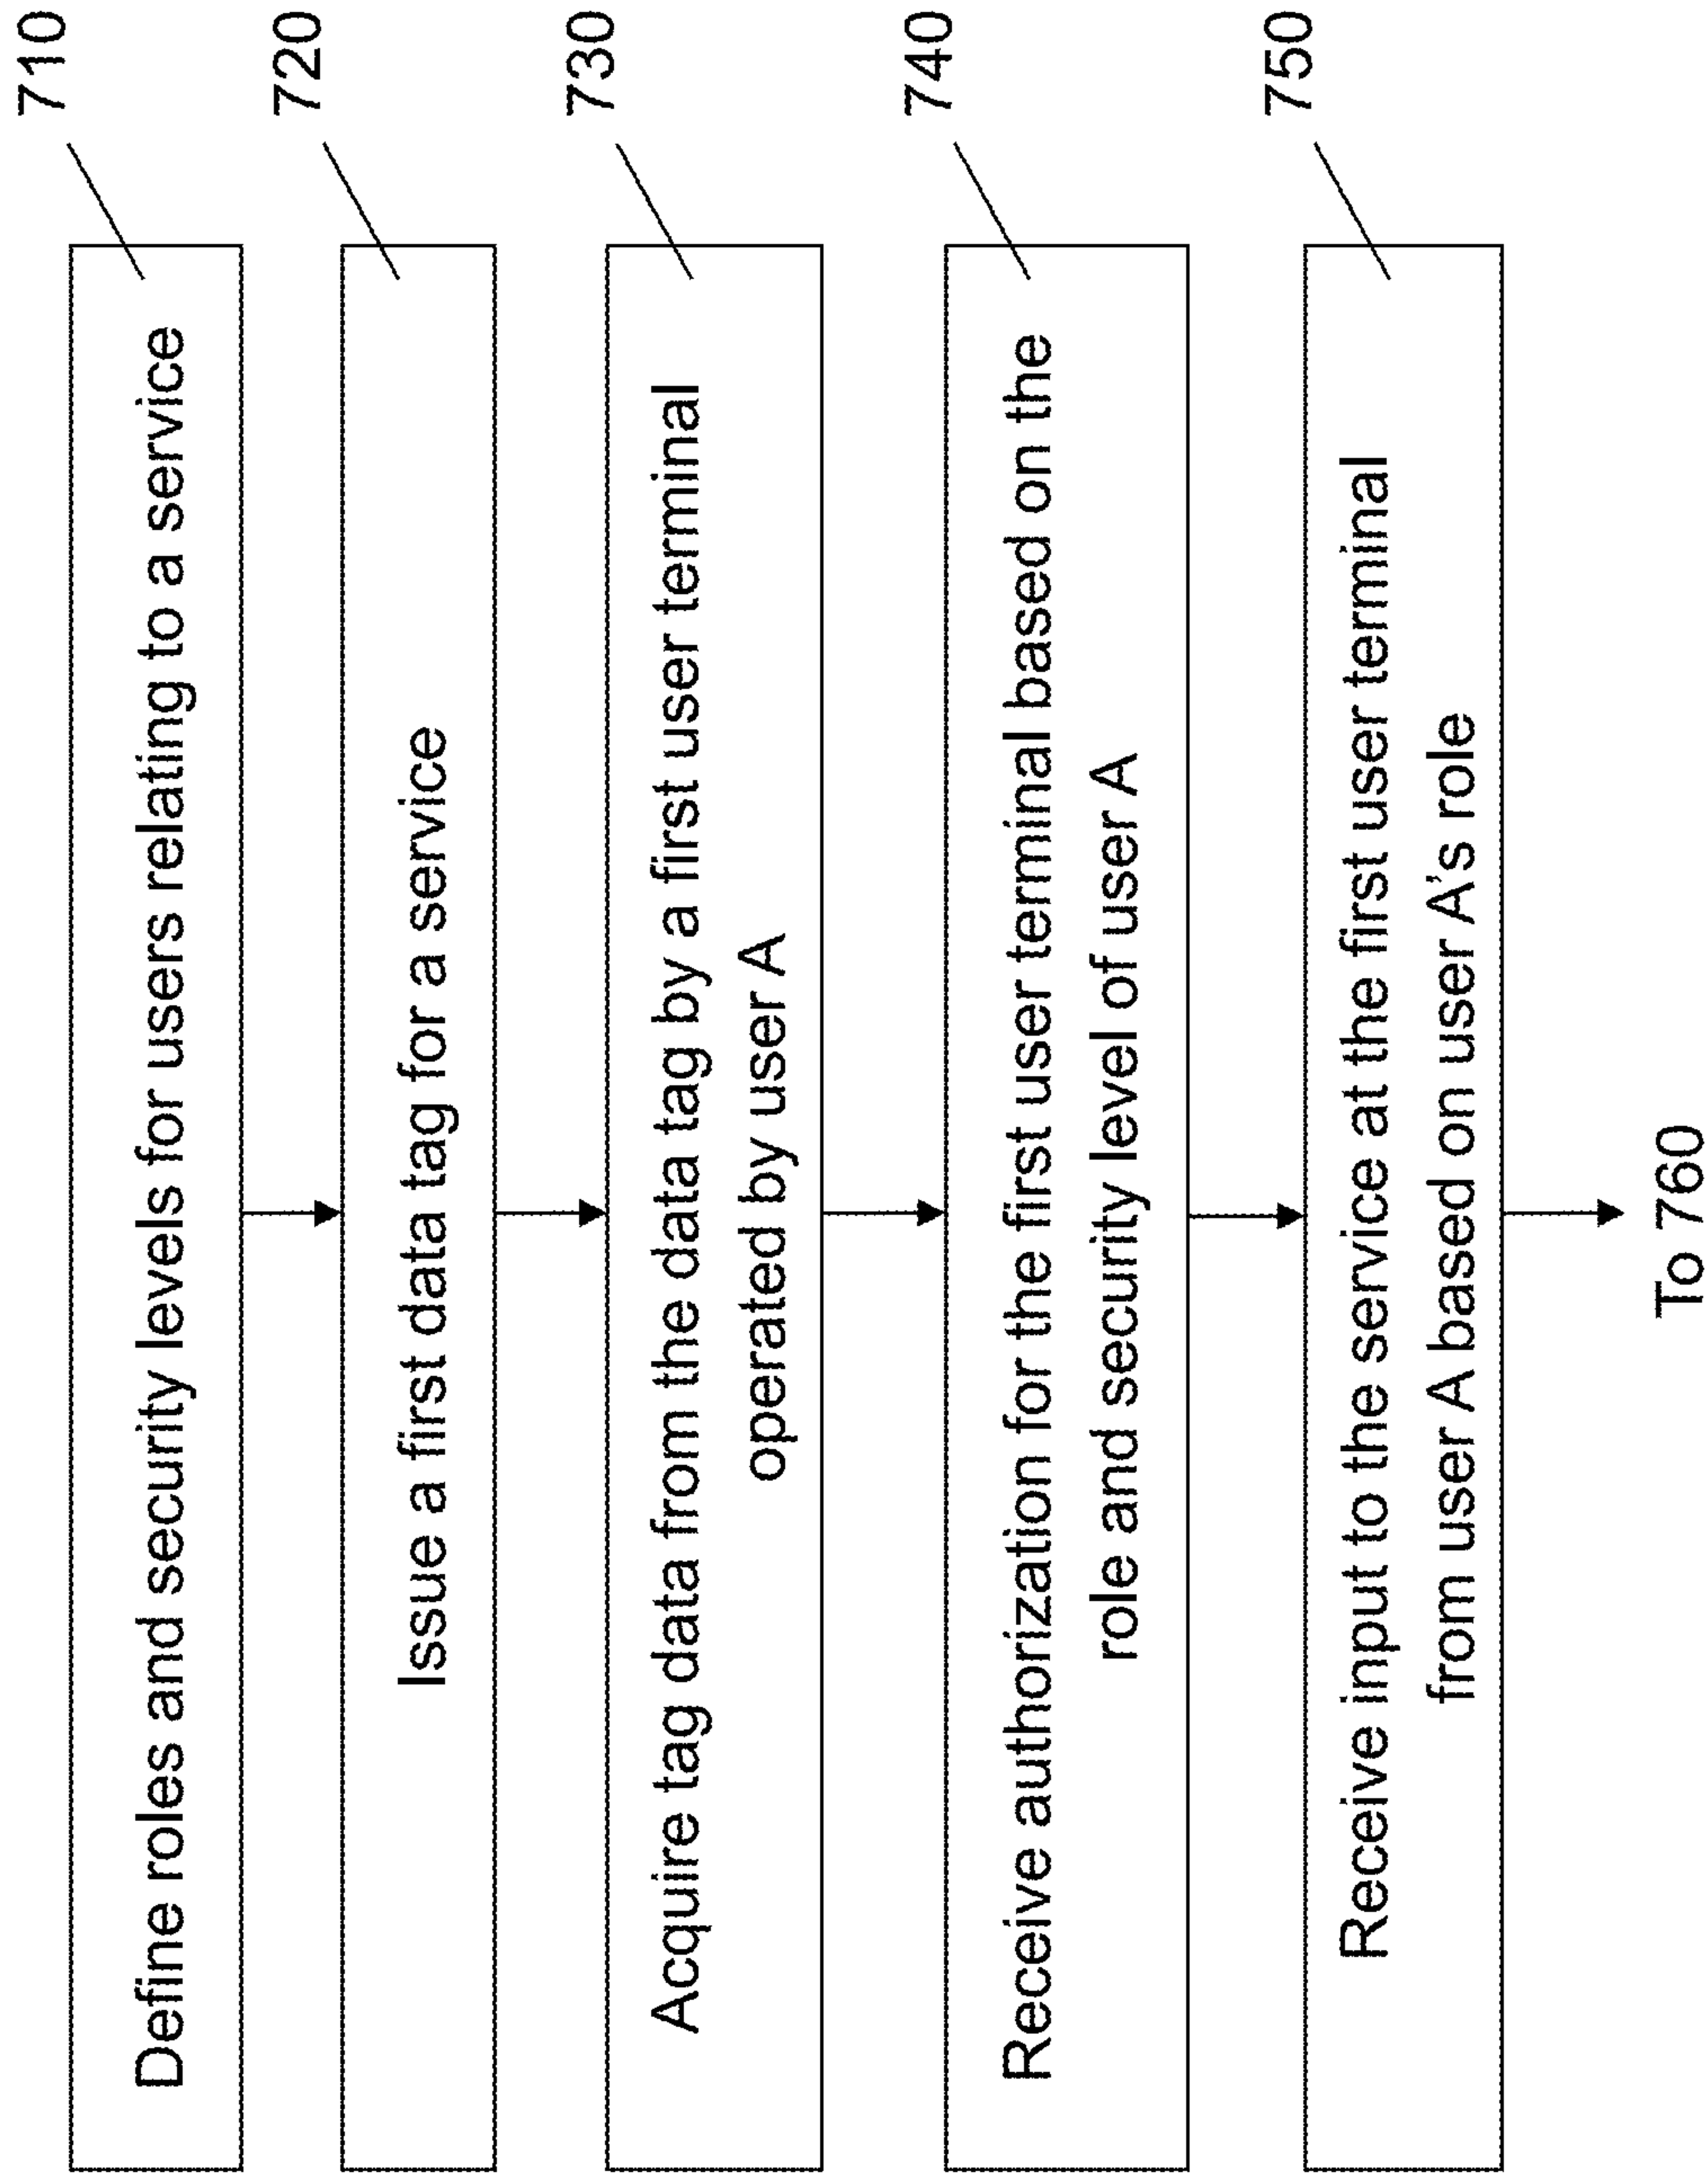 710
Define roles and security levels for users relating to a service
720
Issue a first data tag for a service
730
Acquire tag data from the data tag by a first user terminal
operated by user A
740
Receive authorization for the first user terminal based on the
role and security level of user A
750
Receive input to the service at the first user terminal
from user A based on user A's role
To 760